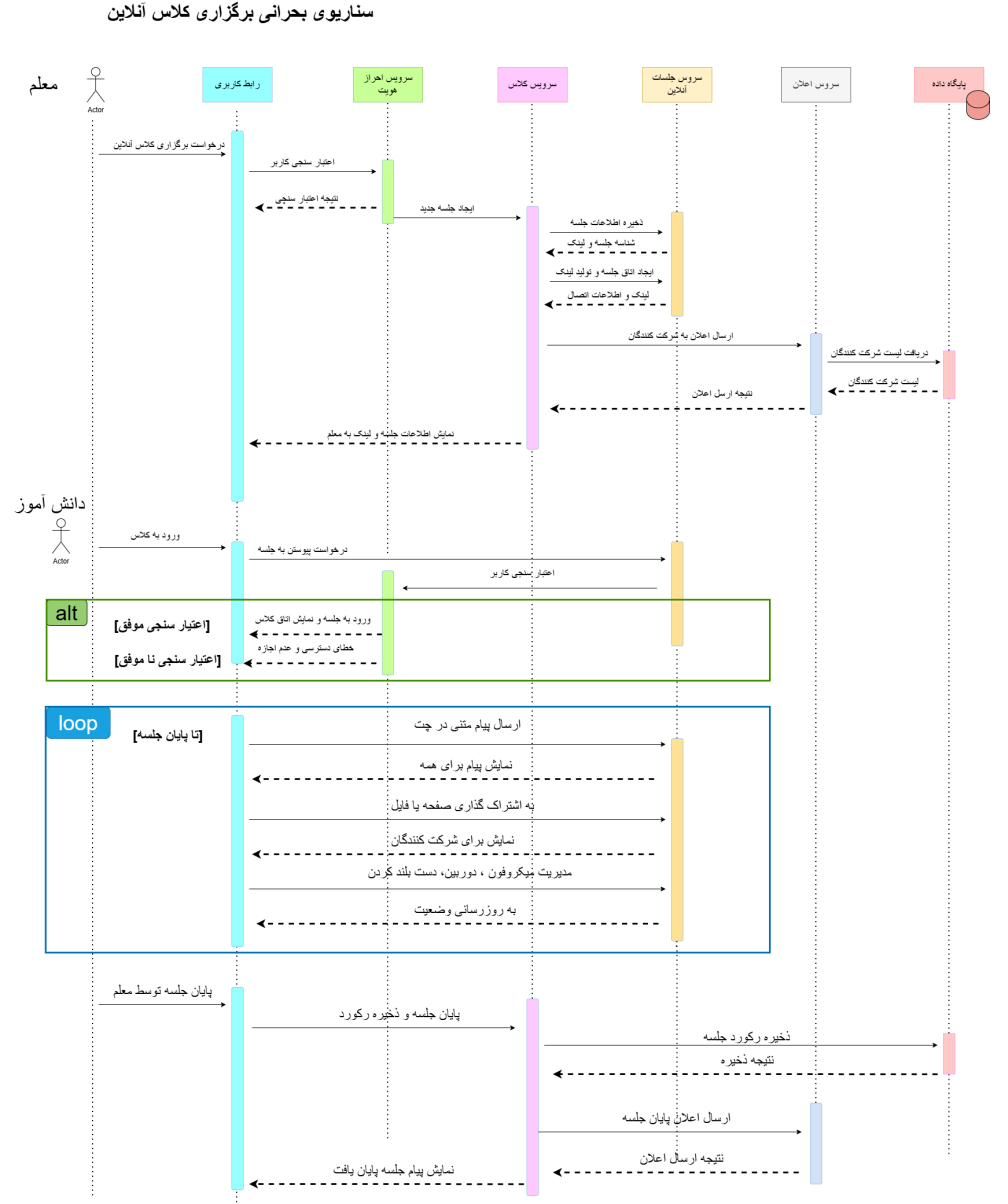 سناریوی بحرانی برگزاری کلاس آنلاین
معلم
Actor
رابط کاربری
سرویس احراز
هویت
سرویس کلاس
سروس جلسات
آنلاین
سروس اعلان
پایگاه داده
درخواست برگزاری کلاس آنلاین
اعتبار سنجی کاربر
نتیجه اعتبار سنجی
ایجاد جلسه جدید
ذخیره اطلاعات جلسه
شناسه جلسه و لینک
ایجاد اتاق جلسه و تولید لینک
لینک و اطلاعات اتصال
ارسال اعلان به شرکت کنندگان
دریافت لیست شرکت کنندگان
لیست شرکت کنندگان
نتیجه ارسل اعلان
نمایش اطلاعات جلسه و لینک به معلم
دانش آموز
Actor
ورود به کلاس
درخواست پیوستن به جلسه
اعتبار سنجی کاربر
alt
[اعتبار سنجی موفق]
ورود به جلسه و نمایش اتاق کلاس
[اعتبار سنجی نا موفق]
خطای دسترسی و عدم اجازه
loop
[تا پایان جلسه]
ارسال پیام متنی در چت
نمایش پیام برای همه
به اشتراک گذاری صفحه یا فایل
نمایش برای شرکت کنندگان
مدیریت میکروفون ، دوربین، دست بلند کردن
به روزرسانی وضعیت
پایان جلسه توسط معلم
پایان جلسه و ذخیره رکورد
ذخیره رکورد جلسه
نتیجه ذخیره
ارسال اعلان پایان جلسه
نتیجه ارسال اعلان
نمایش پیام جلسه پایان یافت